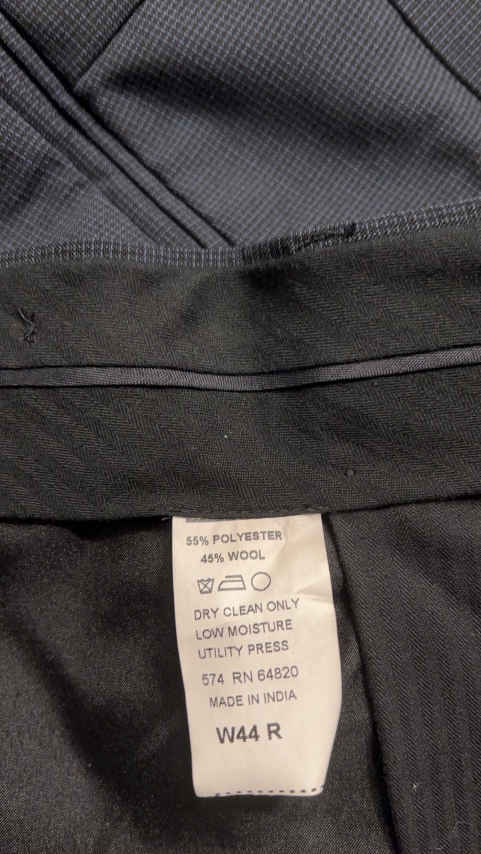 55% POLYESTER
45% WOOL
DRY CLEAN ONLY
LOW MOISTURE
UTILITY PRESS
574 RN 64820
MADE IN INDIA
W44 R